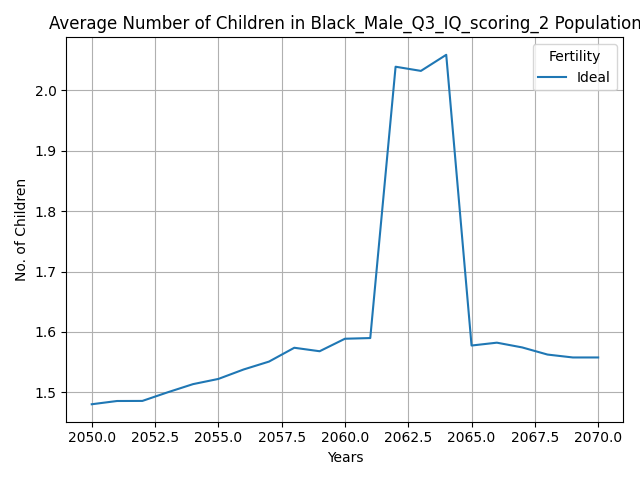 Average Number of Children in Black_Male_Q3_IQ_scoring_2 Population
Fertility
Ideal
2.0
1.9
1.8
1.7
1.6
1.5
No. of Children
2050.0 2052.5 2055.0 2057.5 2060.0 2062.5 2065.0 2067.5 2070.0
Years